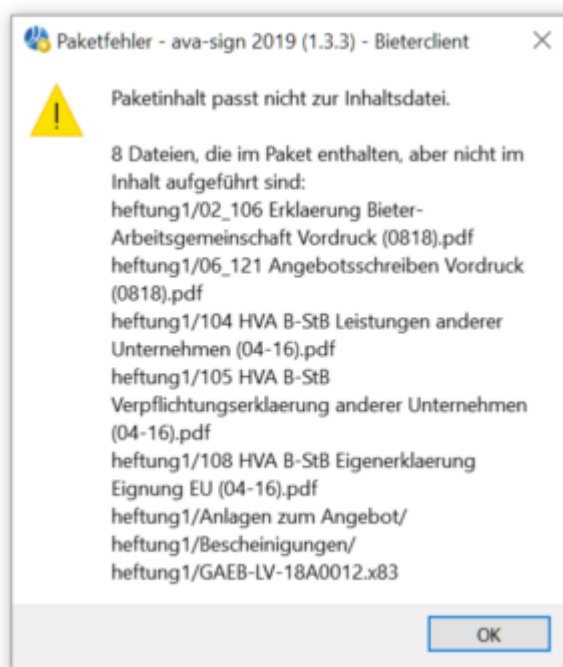 Paketfehler - ava-sign 2019 (1.3.3) - Bieterclient
Paketinhalt passt nicht zur Inhaltsdatei.
8 Dateien, die im Paket enthalten, aber nicht im
Inhalt aufgeführt sind:
heftung1/02_106 Erklaerung Bieter-
Arbeitsgemeinschaft Vordruck (0818).pdf
heftung1/06_121 Angebotsschreiben Vordruck
(0818).pdf
heftung1/104 HVA B-StB Leistungen anderer
Unternehmen (04-16).pdf
heftung1/105 HVA B-StB
Verpflichtungserklaerung anderer Unternehmen
(04-16).pdf
heftung1/108 HVA B-StB Eigenerklaerung
Eignung EU (04-16).pdf
heftung1/Anlagen zum Angebot/
heftung1/Bescheinigungen/
heftung1/GAEB-LV-18A0012.x83
OK